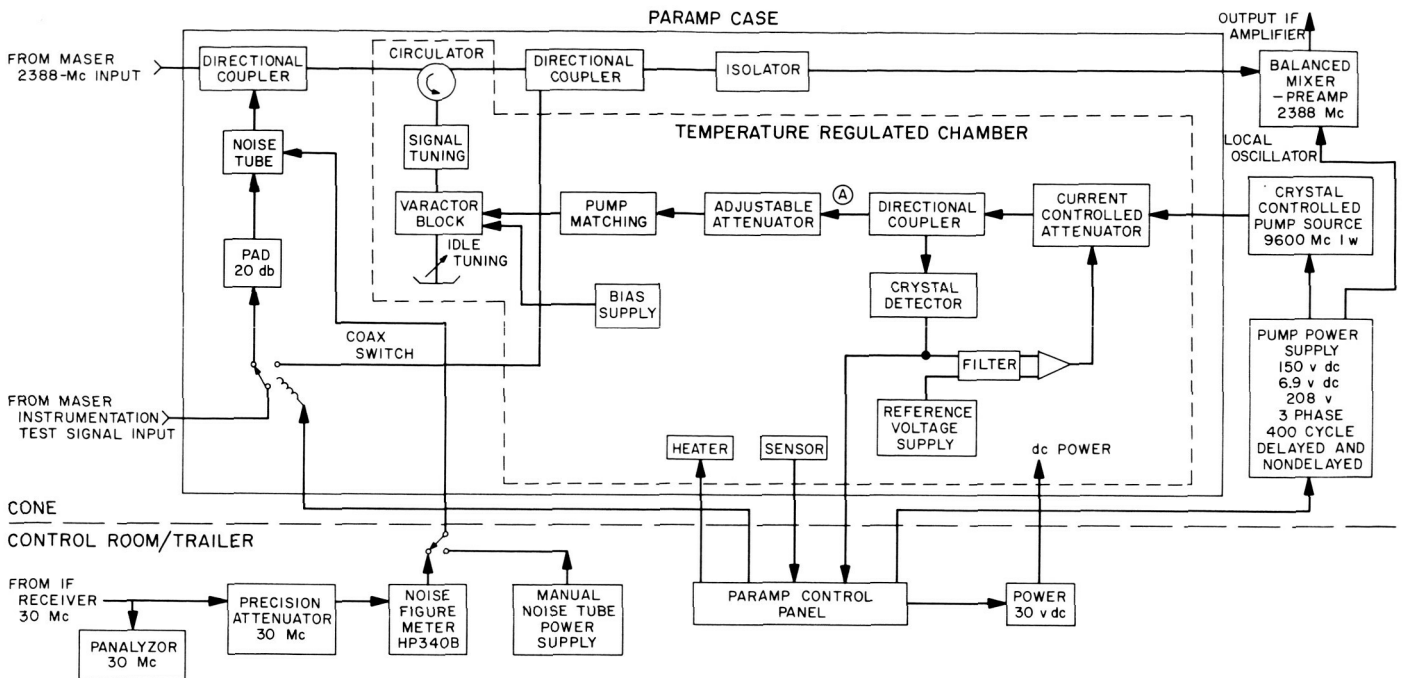 PARAMP CASE
OUTPUT IF
AMPLIFIER
FROM MASER
2388-Mc INPUT
DIRECTIONAL
COUPLER
CIRCULATOR
DIRECTIONAL
COUPLER
ISOLATOR
BALANCED
MIXER
-PREAMP
2388 Mc
TEMPERATURE REGULATED CHAMBER
NOISE
TUBE
SIGNAL
TUNING
LOCAL
OSCILLATOR
VARACTOR
BLOCK
PUMP
MATCHING
ADJUSTABLE
ATTENUATOR
A
DIRECTIONAL
COUPLER
CURRENT
CONTROLLED
ATTENUATOR
CRYSTAL
CONTROLLED
PUMP SOURCE
9600 Mc 1 w
IDLE
TUNING
PAD
20 db
BIAS
SUPPLY
CRYSTAL
DETECTOR
COAX
SWITCH
FILTER
PUMP POWER
SUPPLY
150 v dc
6.9 v dc
208 v
3 PHASE
400 CYCLE
DELAYED AND
NONDELAYED
FROM MASER
INSTRUMENTATION
TEST SIGNAL INPUT
REFERENCE
VOLTAGE
SUPPLY
HEATER
SENSOR
dc POWER
CONE
CONTROL ROOM/TRAILER
FROM IF
RECEIVER
30 Mc
PRECISION
ATTENUATOR
30 Mc
NOISE
FIGURE
METER
HP340B
MANUAL
NOISE TUBE
POWER
SUPPLY
PARAMP CONTROL
PANEL
POWER
30 v dc
PANALYZOR
30 Mc